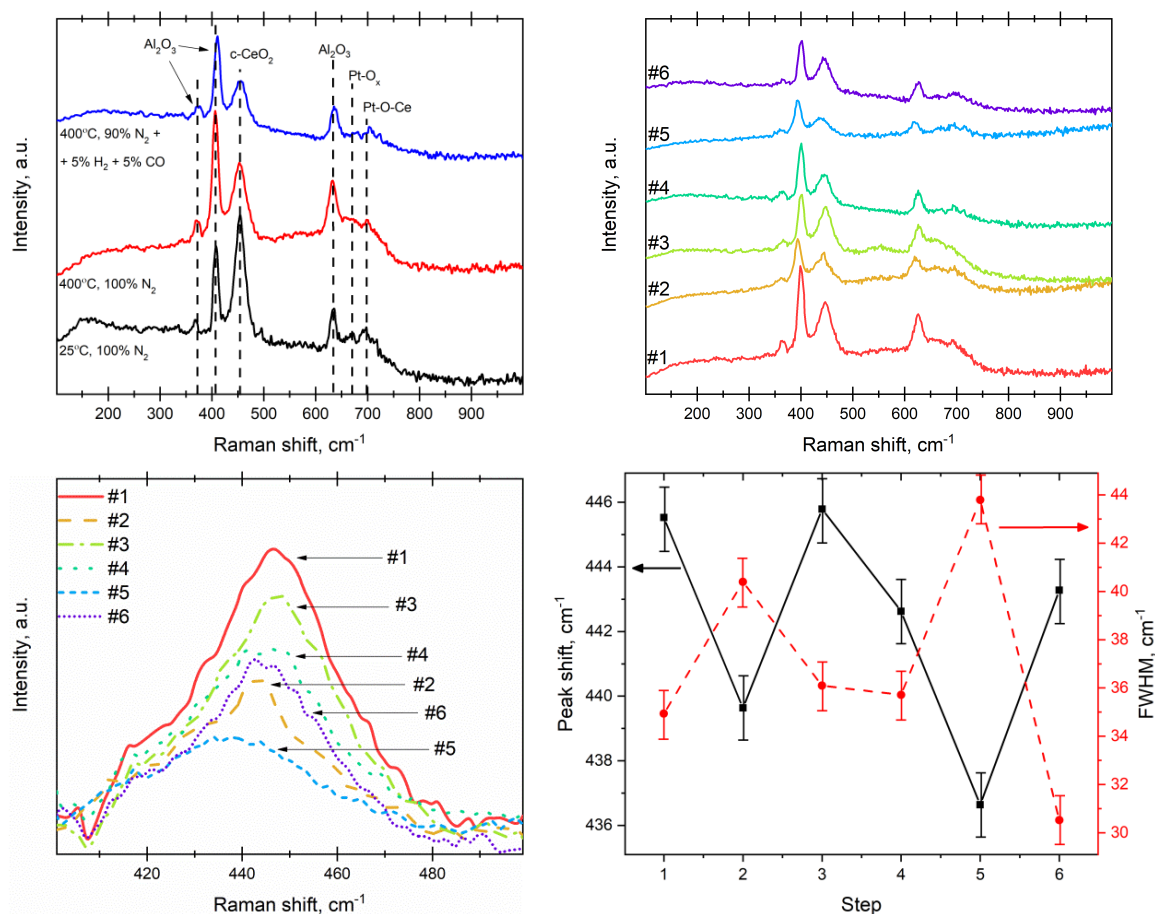 Al₂O₃
c-CeO₂
Al₂O₃
Pt-Oₓ
Pt-O-Ce
400°C, 90% N₂ +
+ 5% H₂ + 5% CO
400°C, 100% N₂
25°C, 100% N₂
Intensity, a.u.
200 300 400 500 600 700 800 900
Raman shift, cm⁻¹
#6
#5
#4
#3
#2
#1
Intensity, a.u.
200 300 400 500 600 700 800 900
Raman shift, cm⁻¹
#1
#2
#3
#4
#5
#6
#1
#3
#4
#2
#6
#5
Intensity, a.u.
420 440 460 480
Raman shift, cm⁻¹
446
444
442
440
438
436
Peak shift, cm⁻¹
44
42
40
38
36
35
33
32
30
FWHM, cm⁻¹
1 2 3 4 5 6
Step